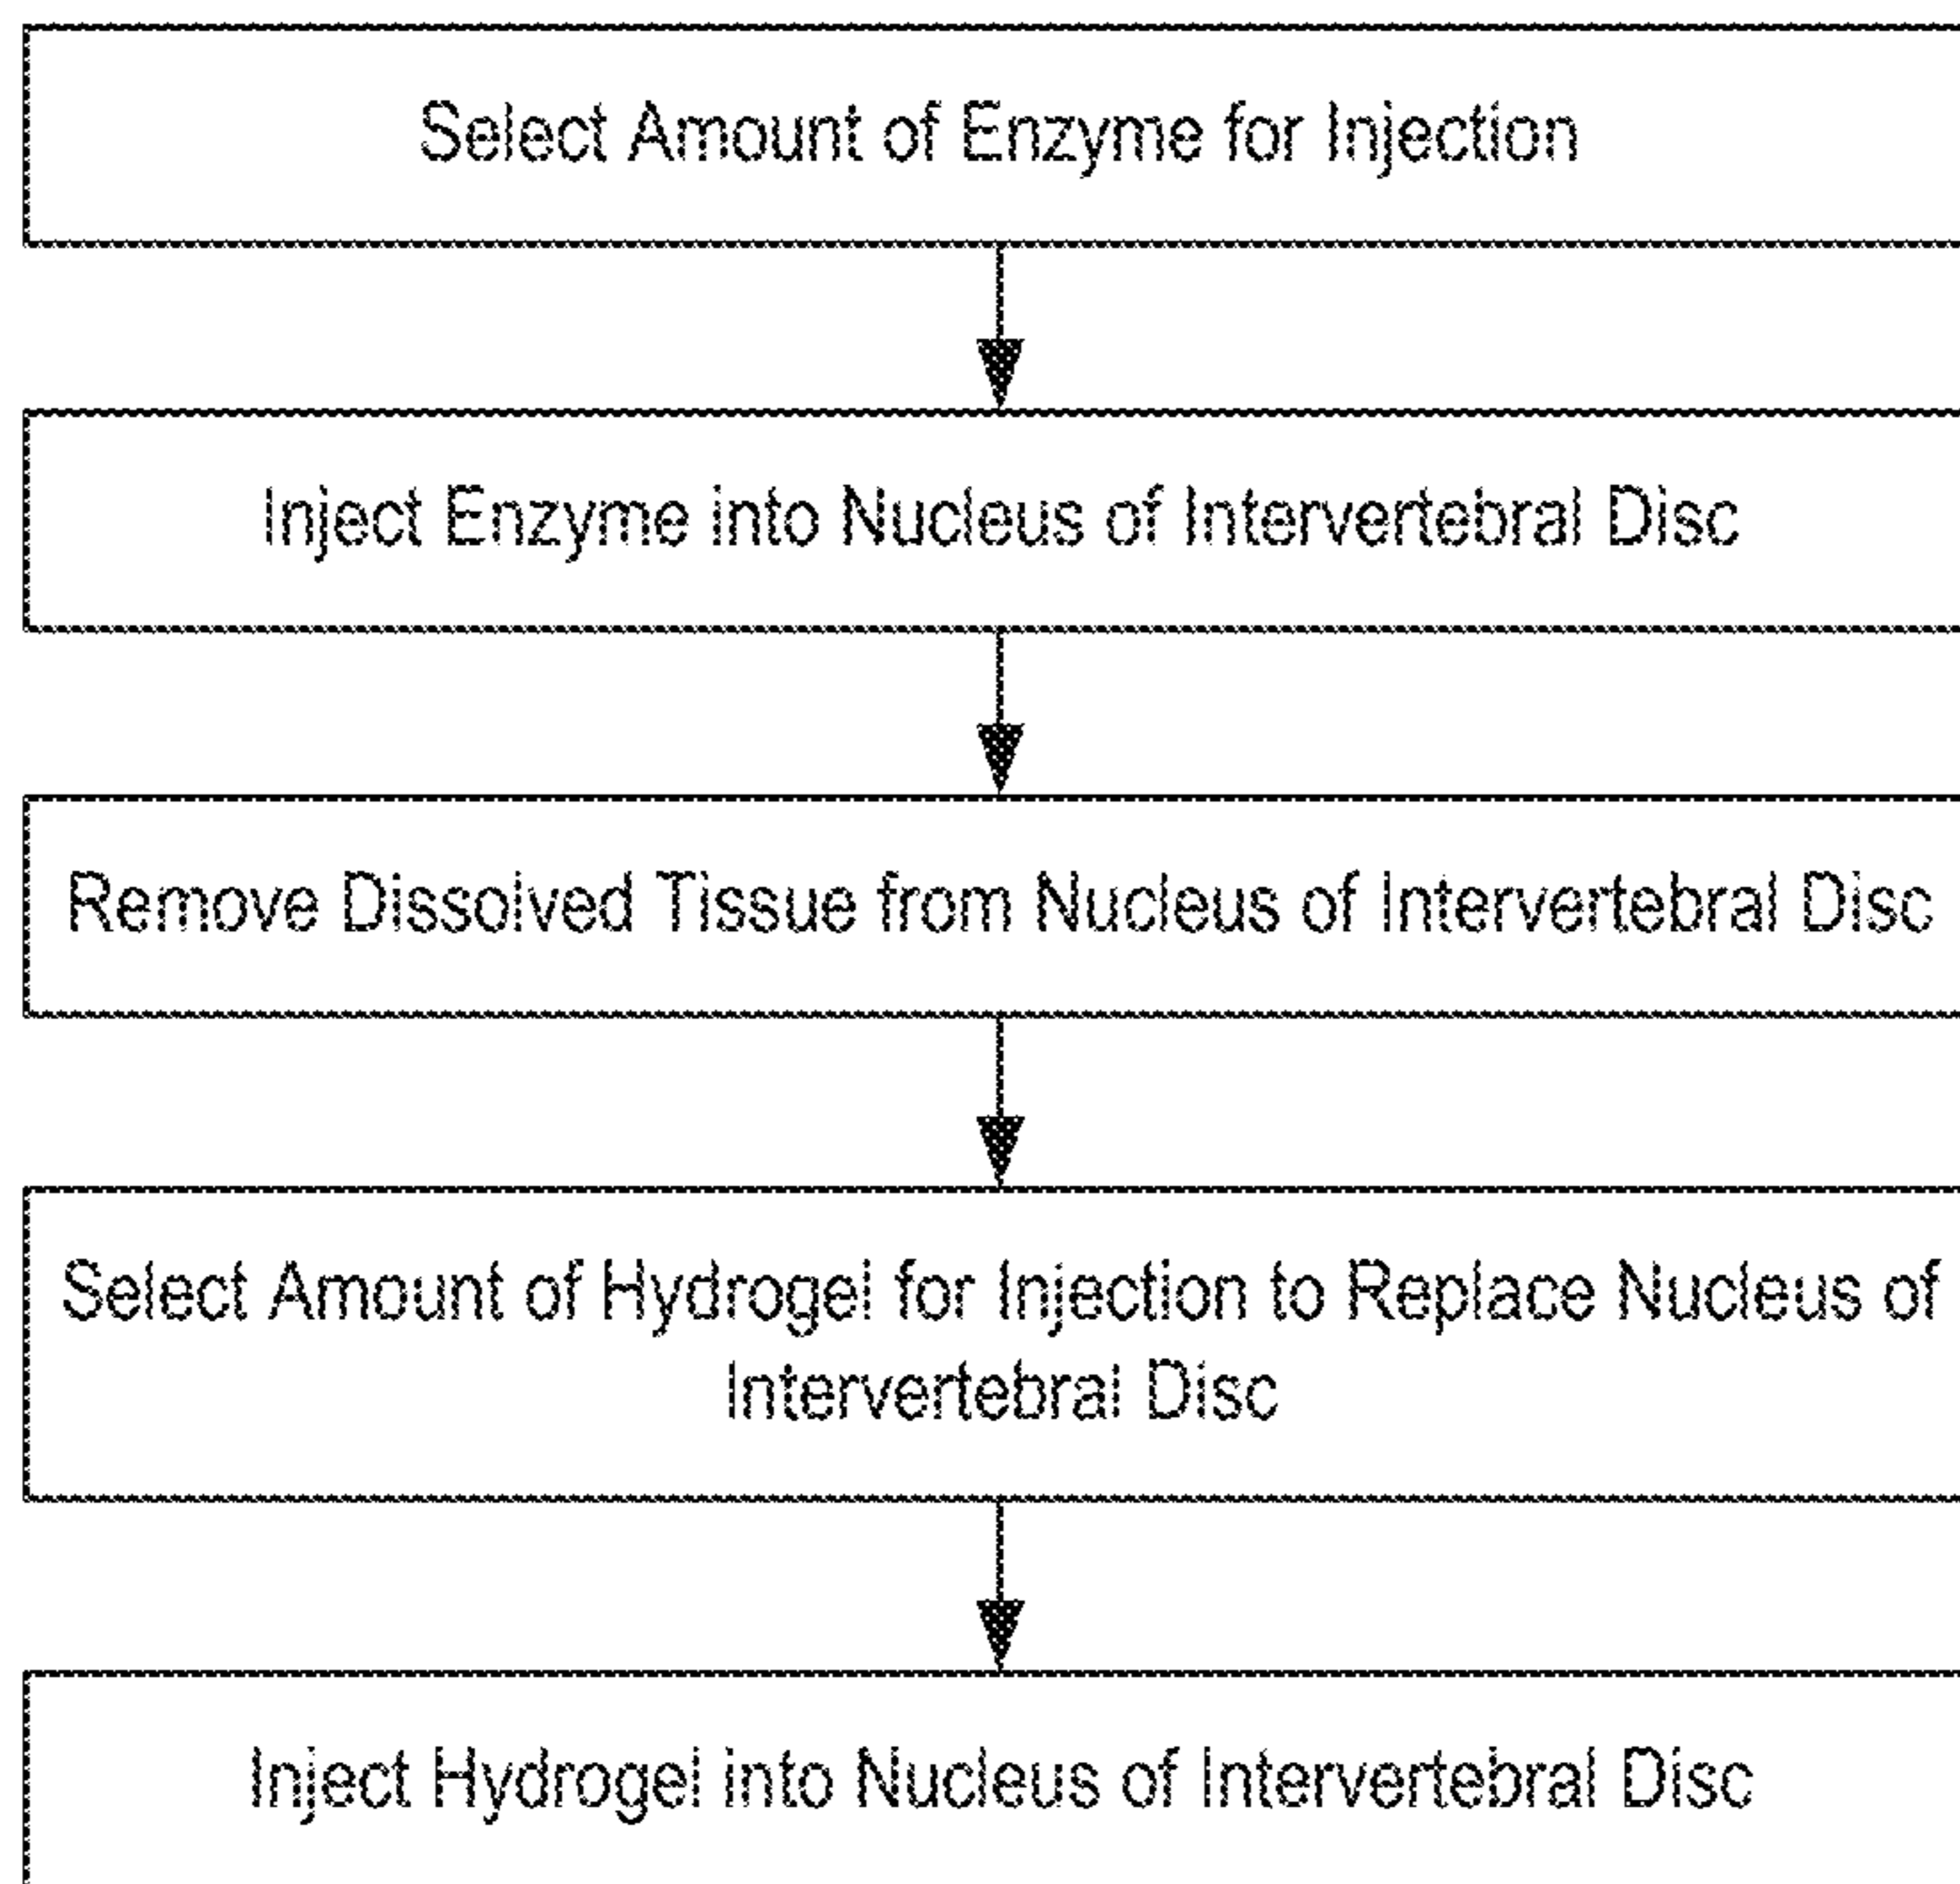 Select Amount of Enzyme for Injection
Inject Enzyme into Nucleus of Intervertebral Disc
Remove Dissolved Tissue from Nucleus of Intervertebral Disc
Select Amount of Hydrogel for Injection to Replace Nucleus of
Intervertebral Disc
Inject Hydrogel into Nucleus of Intervertebral Disc